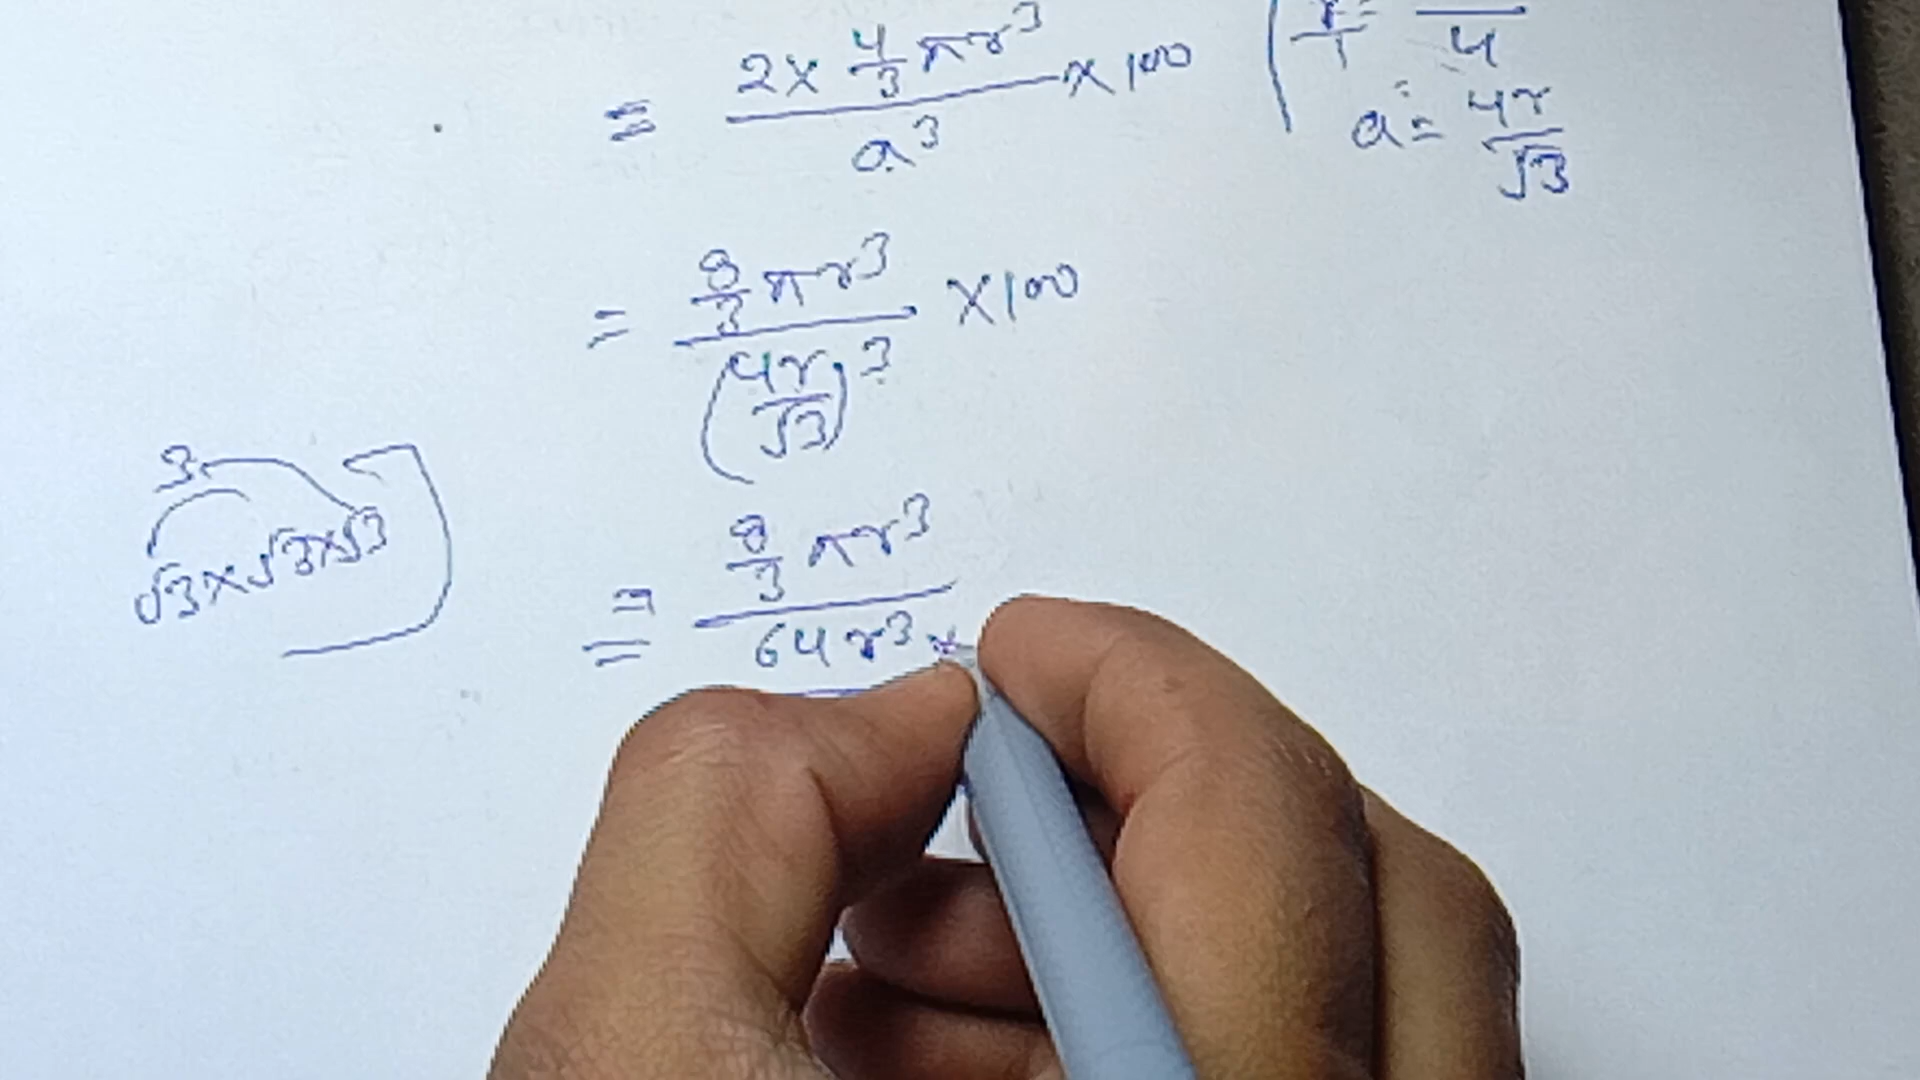 = (2 × 4/3 πr³)/a³ × 100
r/1 = /4
a = 4r/√3
= (8/3 πr³)/(4r/√3)³ × 100
3
√3×√3×√3
= (8/3 πr³)/(64r³ ×
=